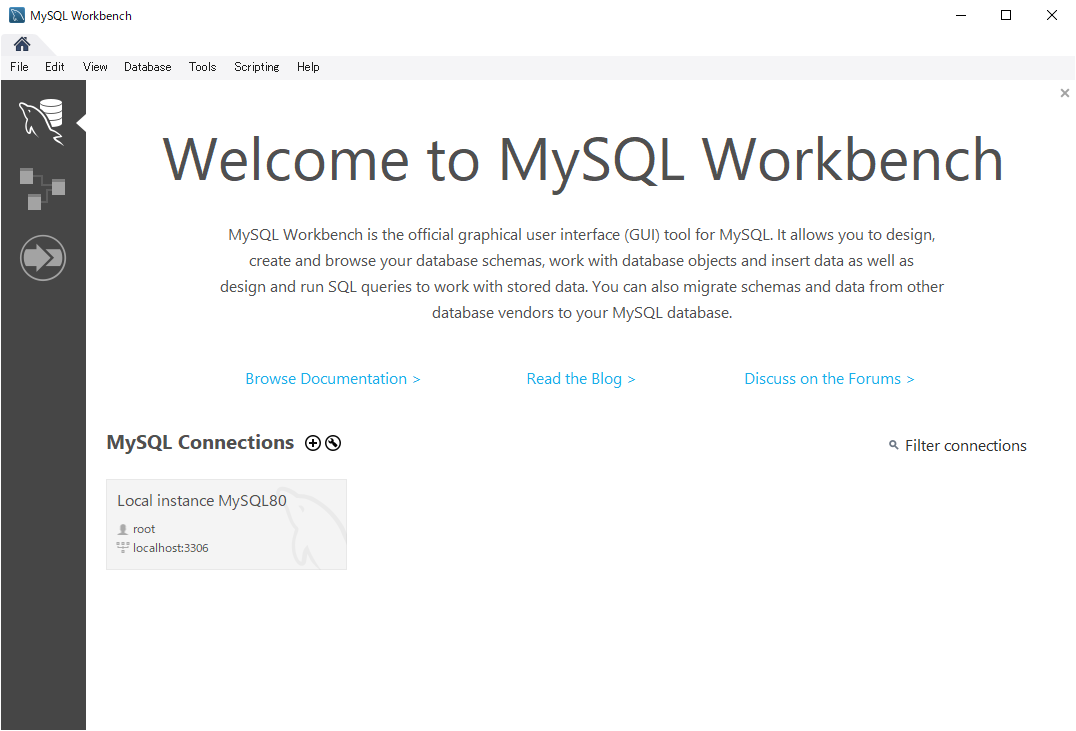 MySQL Workbench
File Edit View Database Tools Scripting Help
Welcome to MySQL Workbench
MySQL Workbench is the official graphical user interface (GUI) tool for MySQL. It allows you to design,
create and browse your database schemas, work with database objects and insert data as well as
design and run SQL queries to work with stored data. You can also migrate schemas and data from other
database vendors to your MySQL database.
Browse Documentation > Read the Blog > Discuss on the Forums >
MySQL Connections Filter connections
Local instance MySQL80
root
localhost:3306